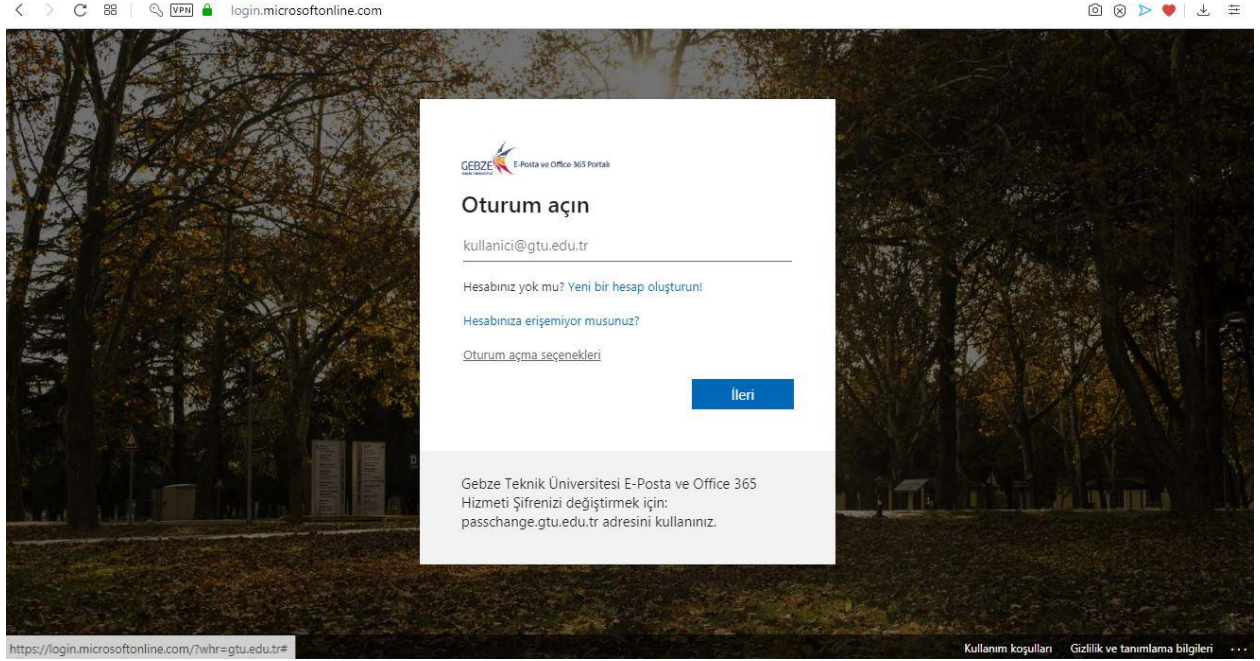 VPN
login.microsoftonline.com
GEBZE
E-Posta ve Office 365 Portalı
Oturum açın
kullanici@gtu.edu.tr
Hesabınız yok mu? Yeni bir hesap oluşturun!
Hesabınıza erişemiyor musunuz?
Oturum açma seçenekleri
İleri
Gebze Teknik Üniversitesi E-Posta ve Office 365
Hizmeti Şifrenizi değiştirmek için:
passchange.gtu.edu.tr adresini kullanınız.
https://login.microsoftonline.com/?whr=gtu.edu.tr#
Kullanım koşulları Gizlilik ve tanımlama bilgileri ...